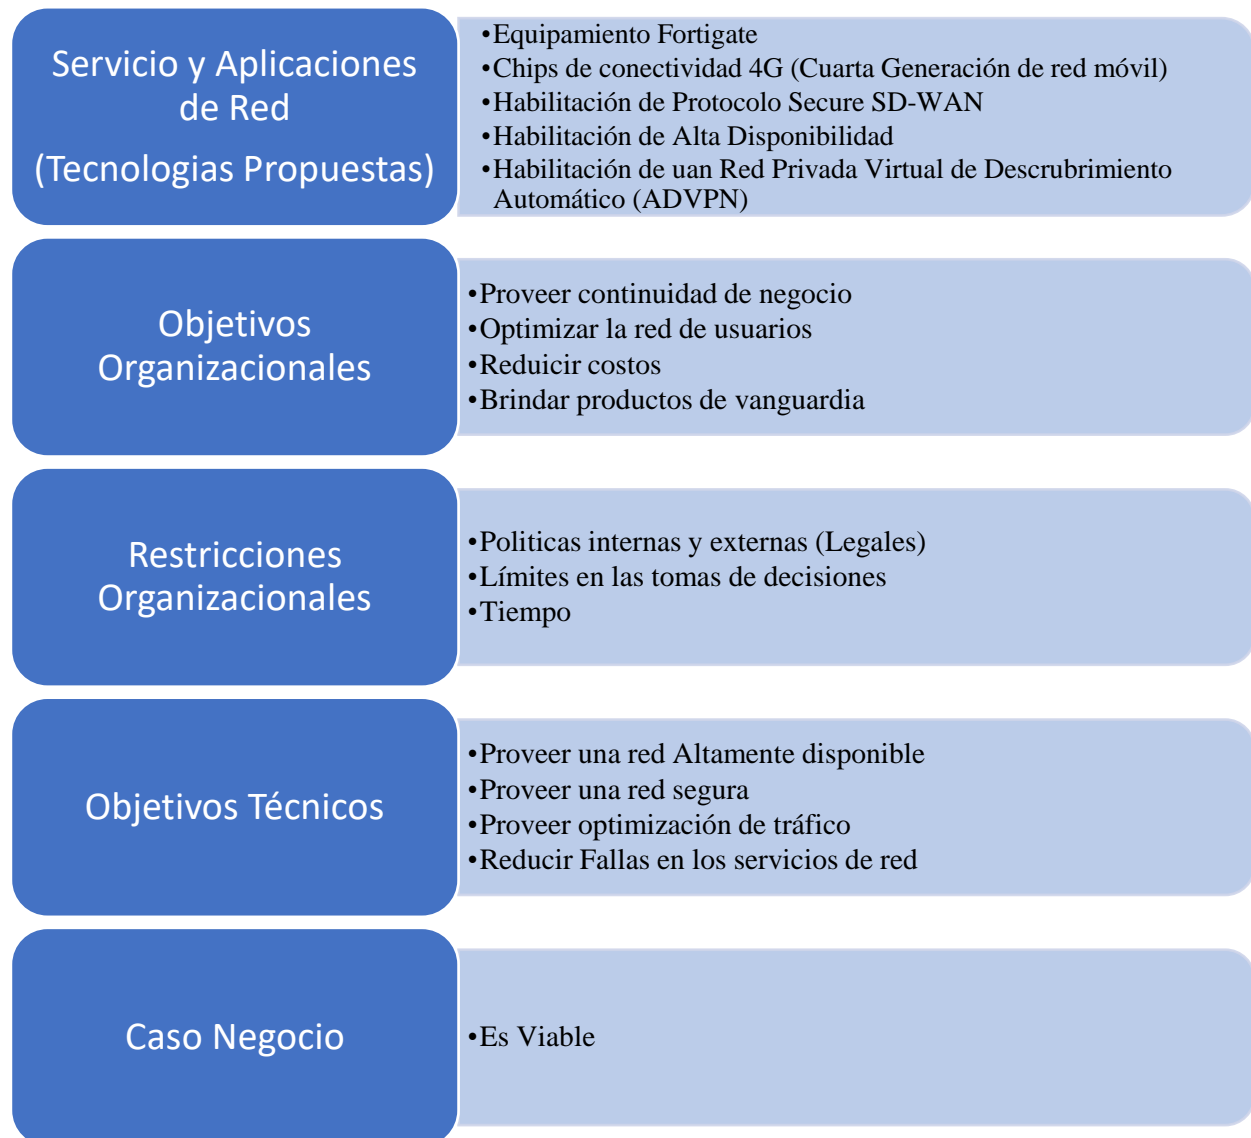 Servicio y Aplicaciones
de Red
(Tecnologias Propuestas)
•Equipamiento Fortigate
•Chips de conectividad 4G (Cuarta Generación de red móvil)
•Habilitación de Protocolo Secure SD-WAN
•Habilitación de Alta Disponibilidad
•Habilitación de uan Red Privada Virtual de Descrubrimiento
Automático (ADVPN)
Objetivos
Organizacionales
•Proveer continuidad de negocio
•Optimizar la red de usuarios
•Reduicir costos
•Brindar productos de vanguardia
Restricciones
Organizacionales
•Politicas internas y externas (Legales)
•Límites en las tomas de decisiones
•Tiempo
Objetivos Técnicos
•Proveer una red Altamente disponible
•Proveer una red segura
•Proveer optimización de tráfico
•Reducir Fallas en los servicios de red
Caso Negocio
•Es Viable